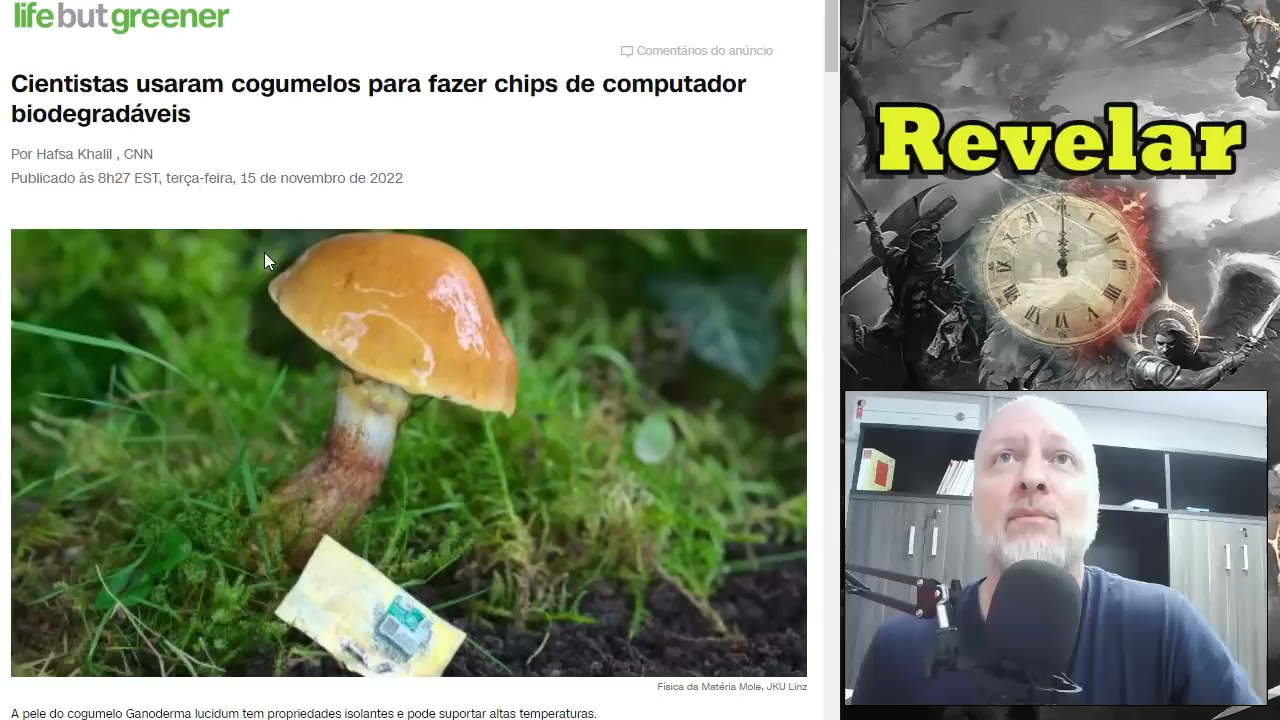 lifebutgreener
Comentários do anúncio
Cientistas usaram cogumelos para fazer chips de computador
biodegradáveis
Por Hafsa Khalil , CNN
Publicado às 8h27 EST, terça-feira, 15 de novembro de 2022
Física da Matéria Mole, JKU Linz
A pele do cogumelo Ganoderma lucidum tem propriedades isolantes e pode suportar altas temperaturas.
Revelar